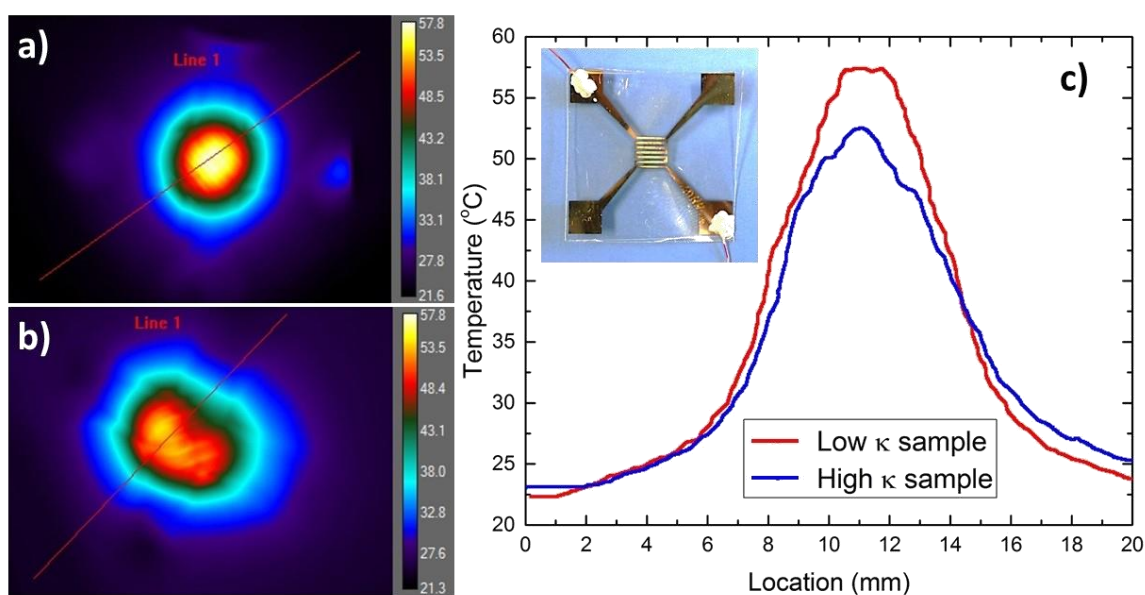 a)
Line 1
57.8
53.5
48.5
43.2
38.1
33.1
27.8
21.6
b)
Line 1
57.8
53.5
48.4
43.1
38.0
33.0
27.6
21.3
c)
60
55
50
45
40
35
30
25
20
Temperature (°C)
Low κ sample
High κ sample
0 2 4 6 8 10 12 14 16 18 20
Location (mm)